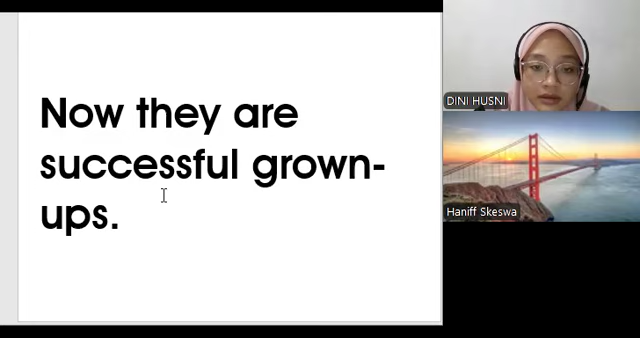 Now they are
successful grown-
ups.
DINI HUSNI
Haniff Skeswa